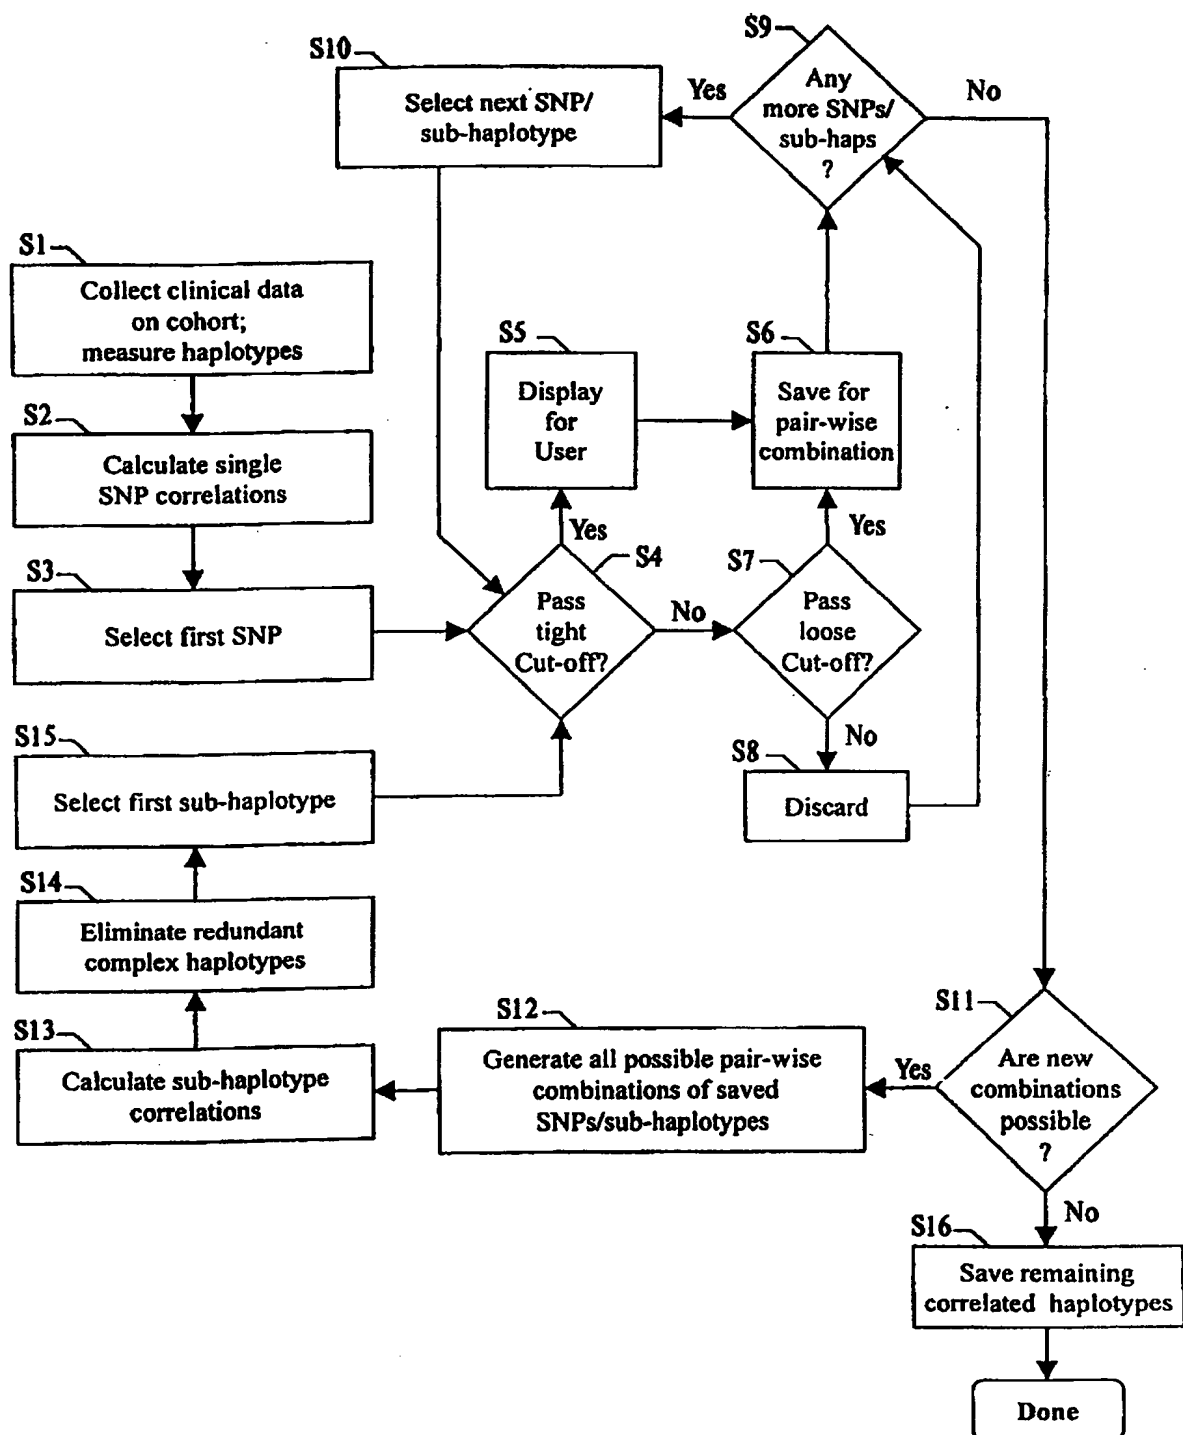 S9
S10
Any
more SNPs/
sub-haps
?
Yes
No
Select next SNP/
sub-haplotype
S1
Collect clinical data
on cohort;
measure haplotypes
S2
Calculate single
SNP correlations
S3
Select first SNP
S5
Display
for
User
S6
Save for
pair-wise
combination
Yes
Yes
S4
Pass
tight
Cut-off?
No
S7
Pass
loose
Cut-off?
No
S8
Discard
S15
Select first sub-haplotype
S14
Eliminate redundant
complex haplotypes
S13
Calculate sub-haplotype
correlations
S12
Generate all possible pair-wise
combinations of saved
SNPs/sub-haplotypes
S11
Yes
Are new
combinations
possible
?
No
S16
Save remaining
correlated haplotypes
Done